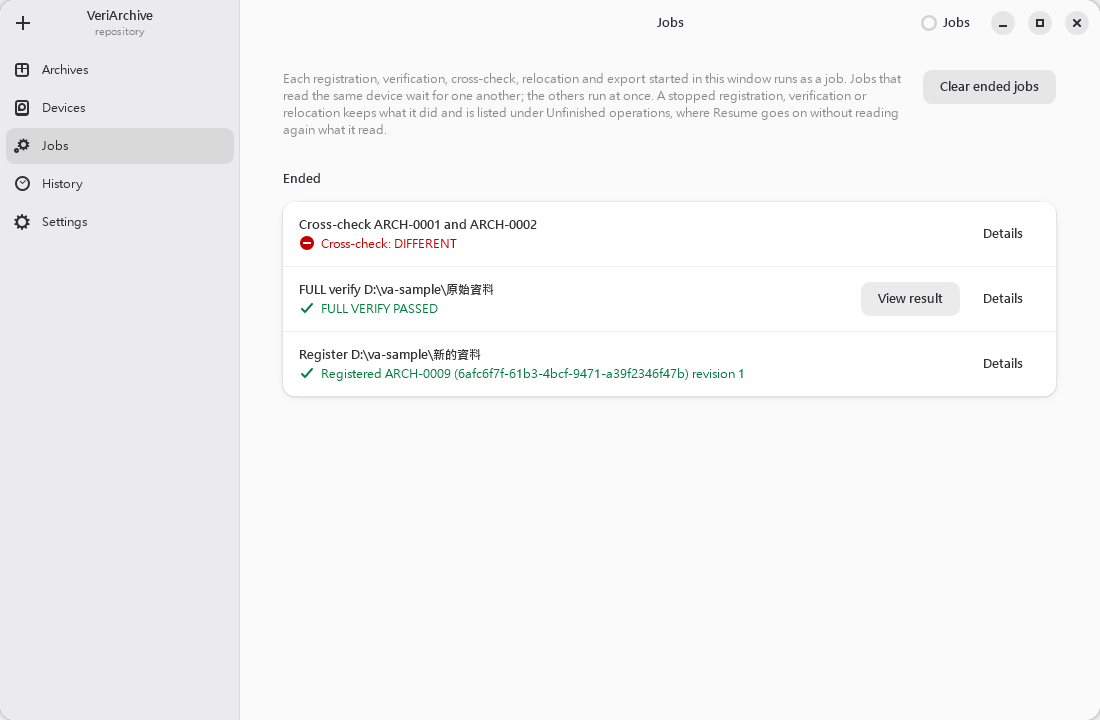 VeriArchive
repository
Jobs
Jobs
Archives
Devices
Jobs
History
Settings
Each registration, verification, cross-check, relocation and export started in this window runs as a job. Jobs that
read the same device wait for one another; the others run at once. A stopped registration, verification or
relocation keeps what it did and is listed under Unfinished operations, where Resume goes on without reading
again what it read.
Clear ended jobs
Ended
Cross-check ARCH-0001 and ARCH-0002
Cross-check: DIFFERENT
Details
FULL verify D:\va-sample\原始資料
FULL VERIFY PASSED
View result
Details
Register D:\va-sample\新的資料
Registered ARCH-0009 (6afc6f7f-61b3-4bcf-9471-a39f2346f47b) revision 1
Details